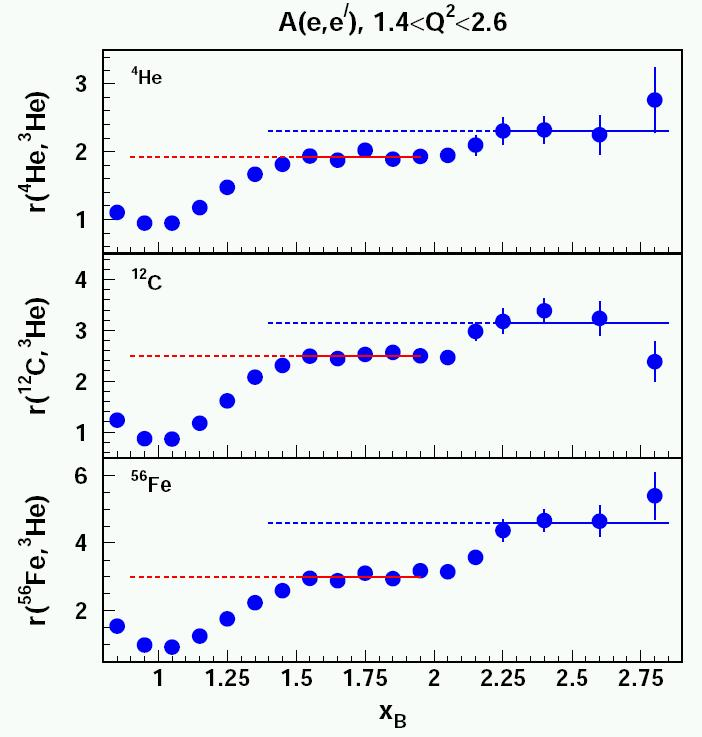 A(e,e/), 1.4<Q2<2.6
4He
r(4He,3He)
3
2
1
12C
r(12C,3He)
4
3
2
1
56Fe
r(56Fe,3He)
6
4
2
1 1.25 1.5 1.75 2 2.25 2.5 2.75
xB